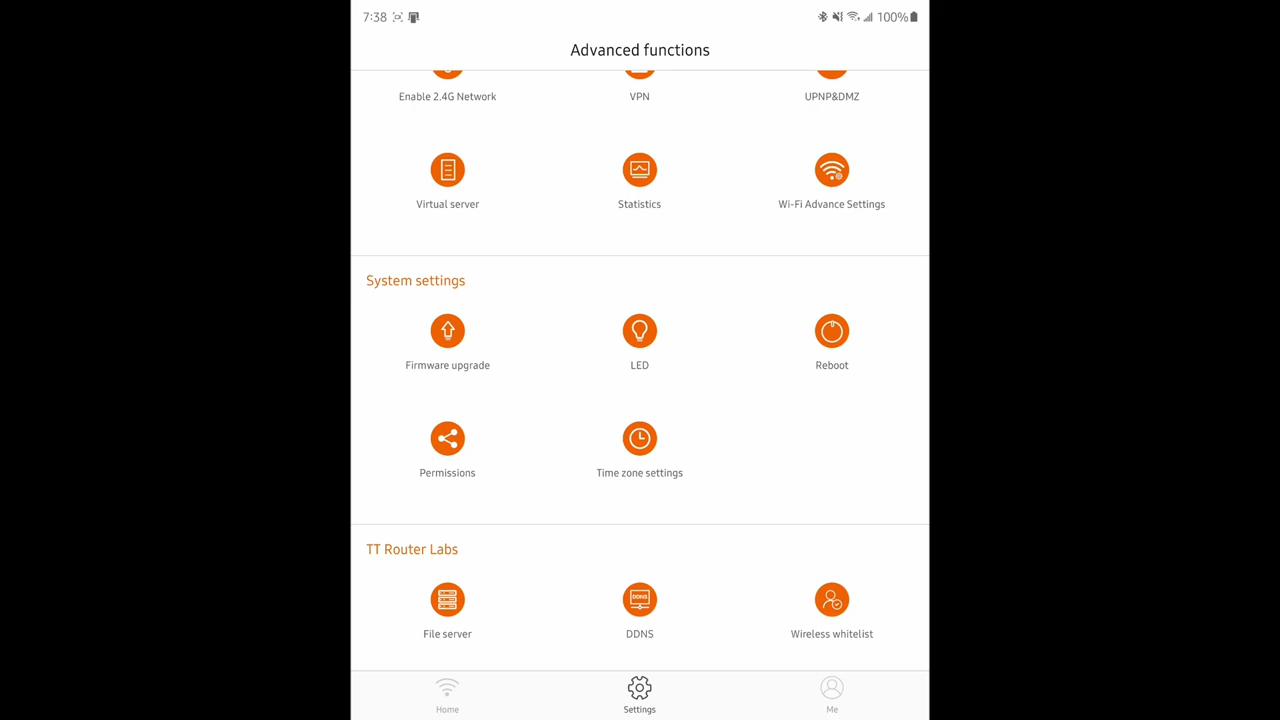 7:38
100%
Advanced functions
Enable 2.4G Network
VPN
UPNP&DMZ
Virtual server
Statistics
Wi-Fi Advance Settings
System settings
Firmware upgrade
LED
Reboot
Permissions
Time zone settings
TT Router Labs
DDNS
File server
DDNS
Wireless whitelist
Home
Settings
Me